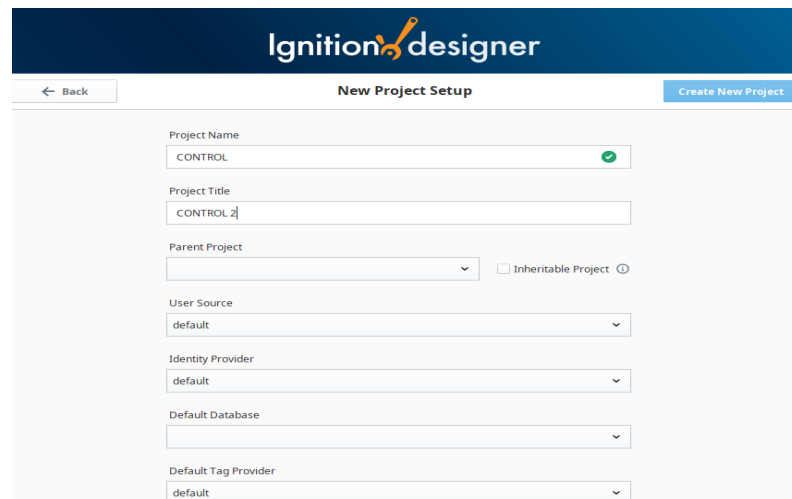 Ignition designer
Back
New Project Setup
Create New Project
Project Name
CONTROL
Project Title
CONTROL 2
Parent Project
Inheritable Project
User Source
default
Identity Provider
default
Default Database
Default Tag Provider
default